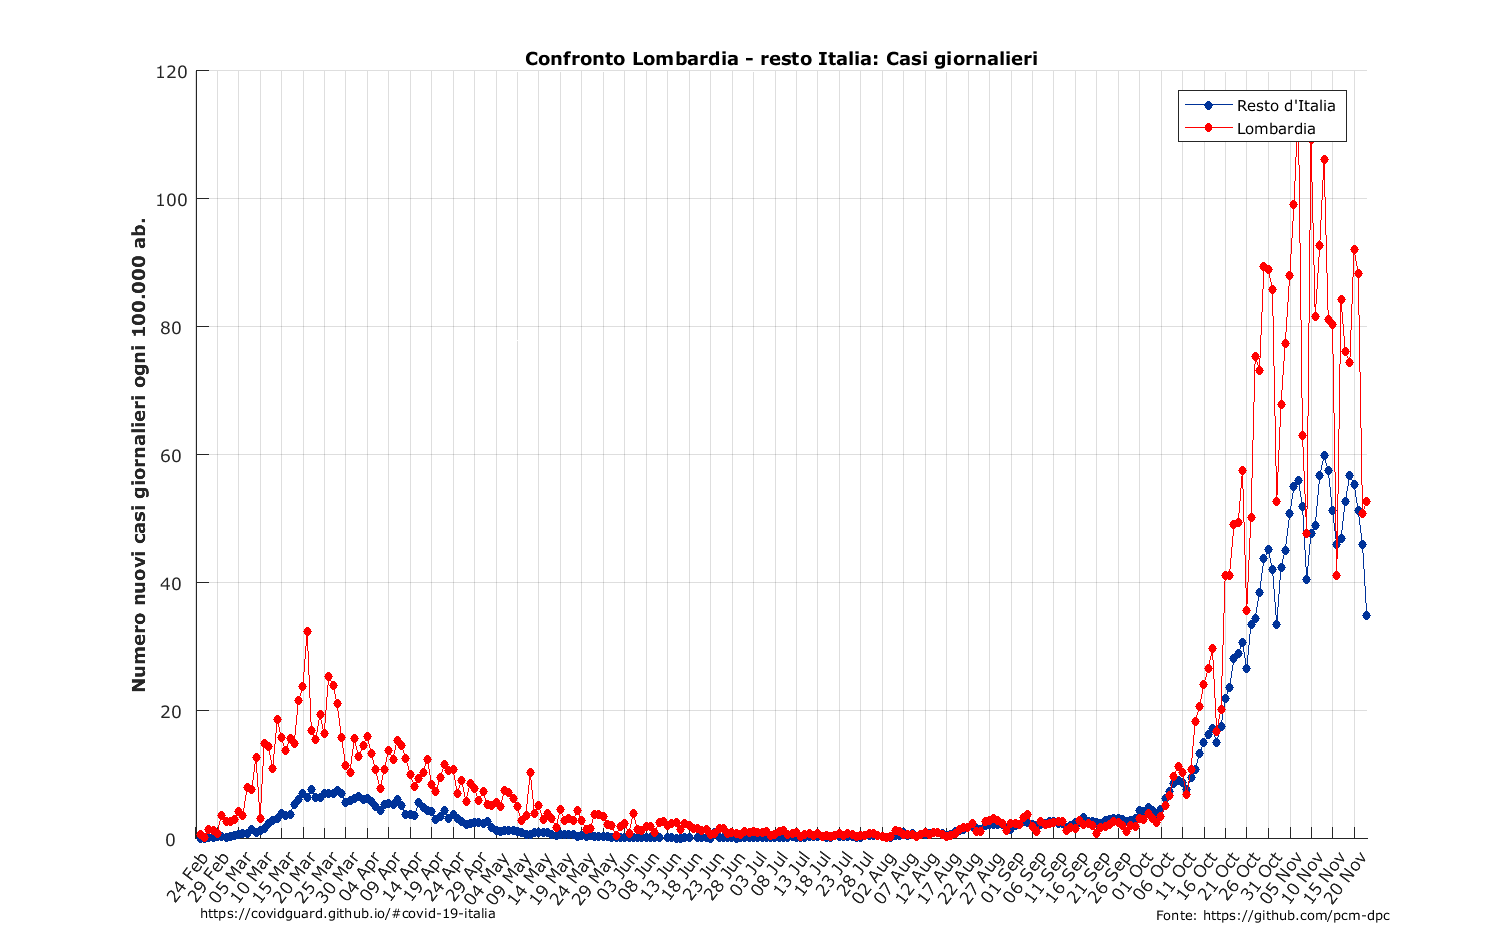 Confronto Lombardia - resto Italia: Casi giornalieri
Numero nuovi casi giornalieri ogni 100.000 ab.
120
100
80
60
40
20
0
Resto d'Italia
Lombardia
24 Feb
29 Feb
05 Mar
10 Mar
15 Mar
20 Mar
25 Mar
30 Mar
04 Apr
09 Apr
14 Apr
19 Apr
24 Apr
29 Apr
04 May
09 May
14 May
19 May
24 May
29 May
03 Jun
08 Jun
13 Jun
18 Jun
23 Jun
28 Jun
03 Jul
08 Jul
13 Jul
18 Jul
23 Jul
28 Jul
02 Aug
07 Aug
12 Aug
17 Aug
22 Aug
27 Aug
01 Sep
06 Sep
11 Sep
16 Sep
21 Sep
26 Sep
01 Oct
06 Oct
11 Oct
16 Oct
21 Oct
26 Oct
31 Oct
05 Nov
10 Nov
15 Nov
20 Nov
https://covidguard.github.io/#covid-19-italia
Fonte: https://github.com/pcm-dpc